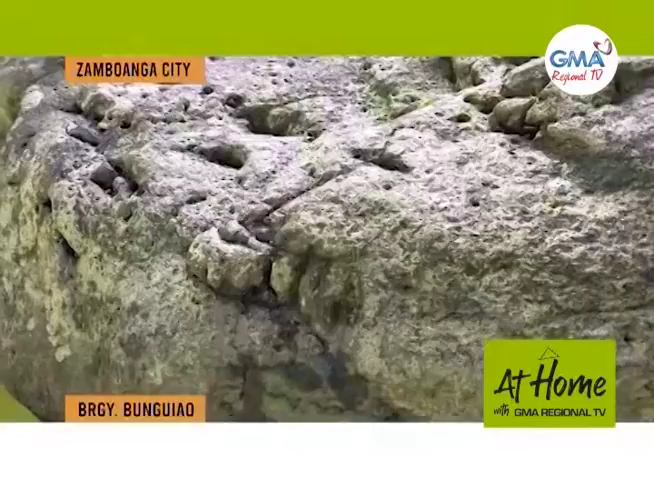 ZAMBOANGA CITY
GMA
Regional TV
At Home
with GMA REGIONAL TV
BRGY. BUNGUIAO